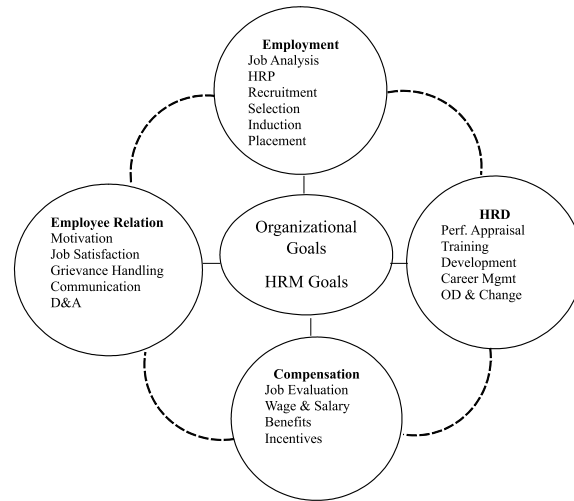 Employment
Job Analysis
HRP
Recruitment
Selection
Induction
Placement
Employee Relation
Motivation
Job Satisfaction
Grievance Handling
Communication
D&A
Organizational
Goals
HRM Goals
HRD
Perf. Appraisal
Training
Development
Career Mgmt
OD & Change
Compensation
Job Evaluation
Wage & Salary
Benefits
Incentives